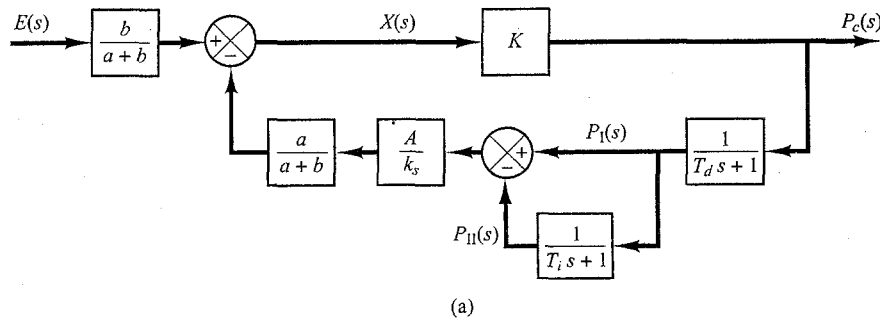 E(s)
b
a + b
+
−
X(s)
K
P_c(s)
a
a + b
A
k_s
+
−
P_I(s)
1
T_d s + 1
P_II(s)
1
T_i s + 1
(a)